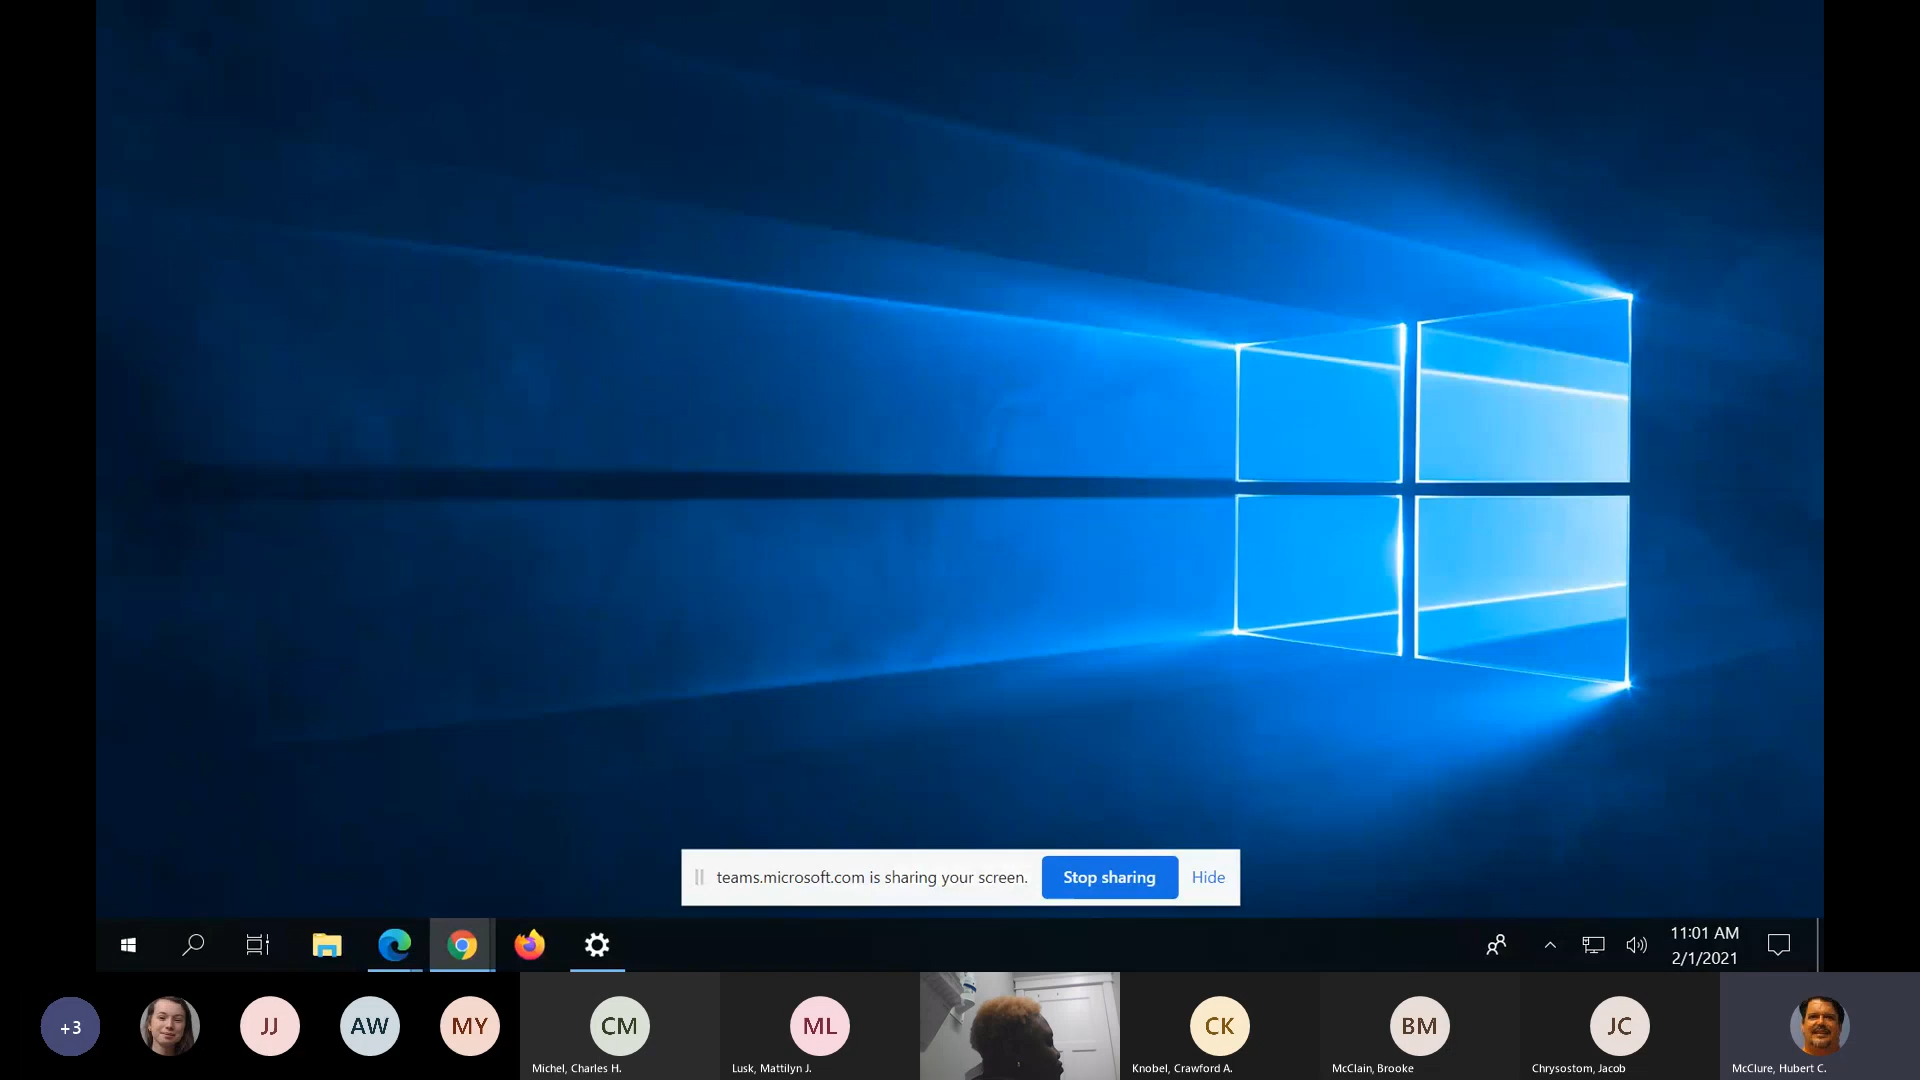 teams.microsoft.com is sharing your screen. Stop sharing Hide
11:01 AM
2/1/2021
+3 JJ AW MY CM ML CK BM JC
Michel, Charles H. Lusk, Mattilyn J. Knobel, Crawford A. McClain, Brooke Chrysostom, Jacob McClure, Hubert C.